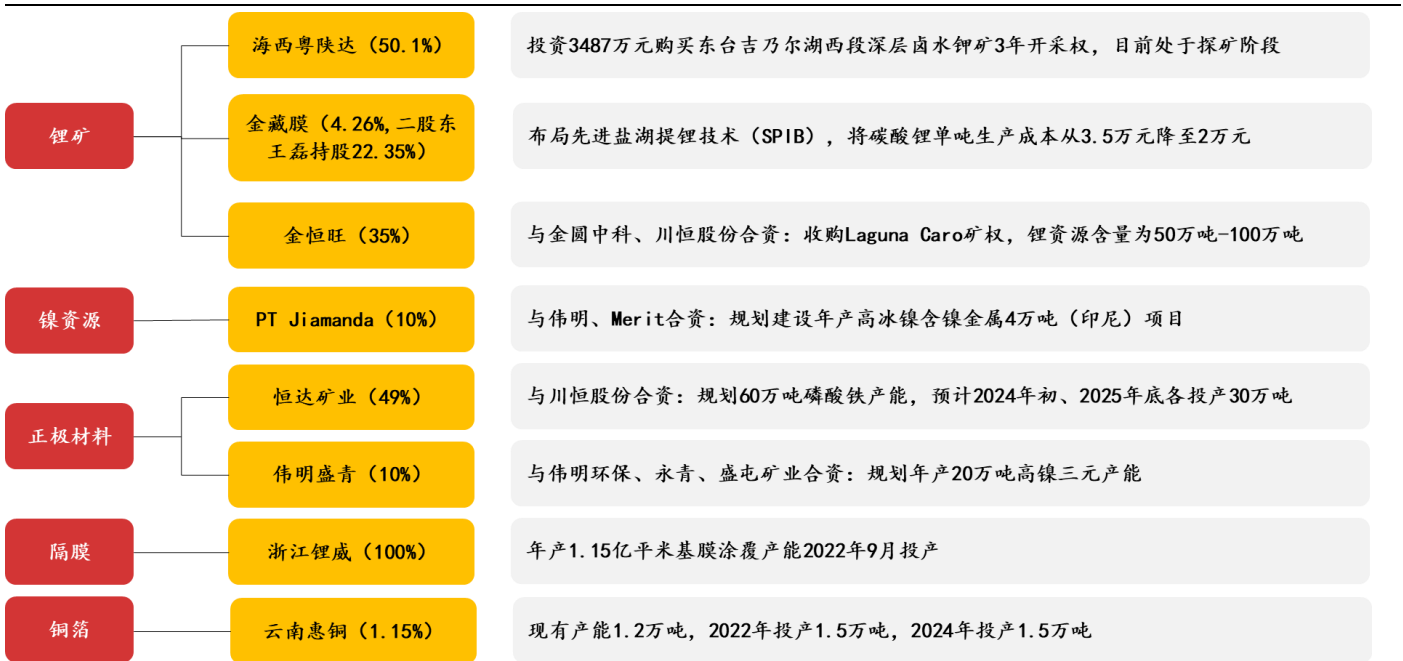 锂矿
海西粤陕达（50.1%）
投资3487万元购买东台吉乃尔湖西段深层卤水钾矿3年开采权，目前处于探矿阶段
金藏膜（4.26%,二股东
王磊持股22.35%）
布局先进盐湖提锂技术（SPIB），将碳酸锂单吨生产成本从3.5万元降至2万元
金恒旺（35%）
与金圆中科、川恒股份合资：收购Laguna Caro矿权，锂资源含量为50万吨-100万吨
镍资源
PT Jiamanda（10%）
与伟明、Merit合资：规划建设年产高冰镍含镍金属4万吨（印尼）项目
正极材料
恒达矿业（49%）
与川恒股份合资：规划60万吨磷酸铁产能，预计2024年初、2025年底各投产30万吨
伟明盛青（10%）
与伟明环保、永青、盛屯矿业合资：规划年产20万吨高镍三元产能
隔膜
浙江锂威（100%）
年产1.15亿平米基膜涂覆产能2022年9月投产
铜箔
云南惠铜（1.15%）
现有产能1.2万吨，2022年投产1.5万吨，2024年投产1.5万吨